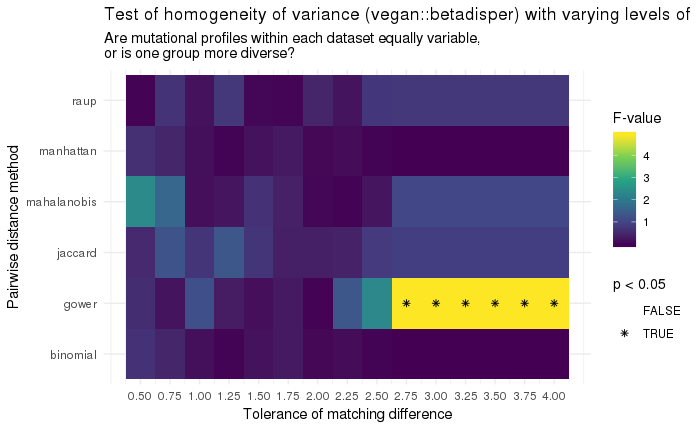 Test of homogeneity of variance (vegan::betadisper) with varying levels of
Are mutational profiles within each dataset equally variable,
or is one group more diverse?
Pairwise distance method
raup
manhattan
mahalanobis
jaccard
gower
binomial
0.50 0.75 1.00 1.25 1.50 1.75 2.00 2.25 2.50 2.75 3.00 3.25 3.50 3.75 4.00
Tolerance of matching difference
F-value
4
3
2
1
p < 0.05
FALSE
TRUE